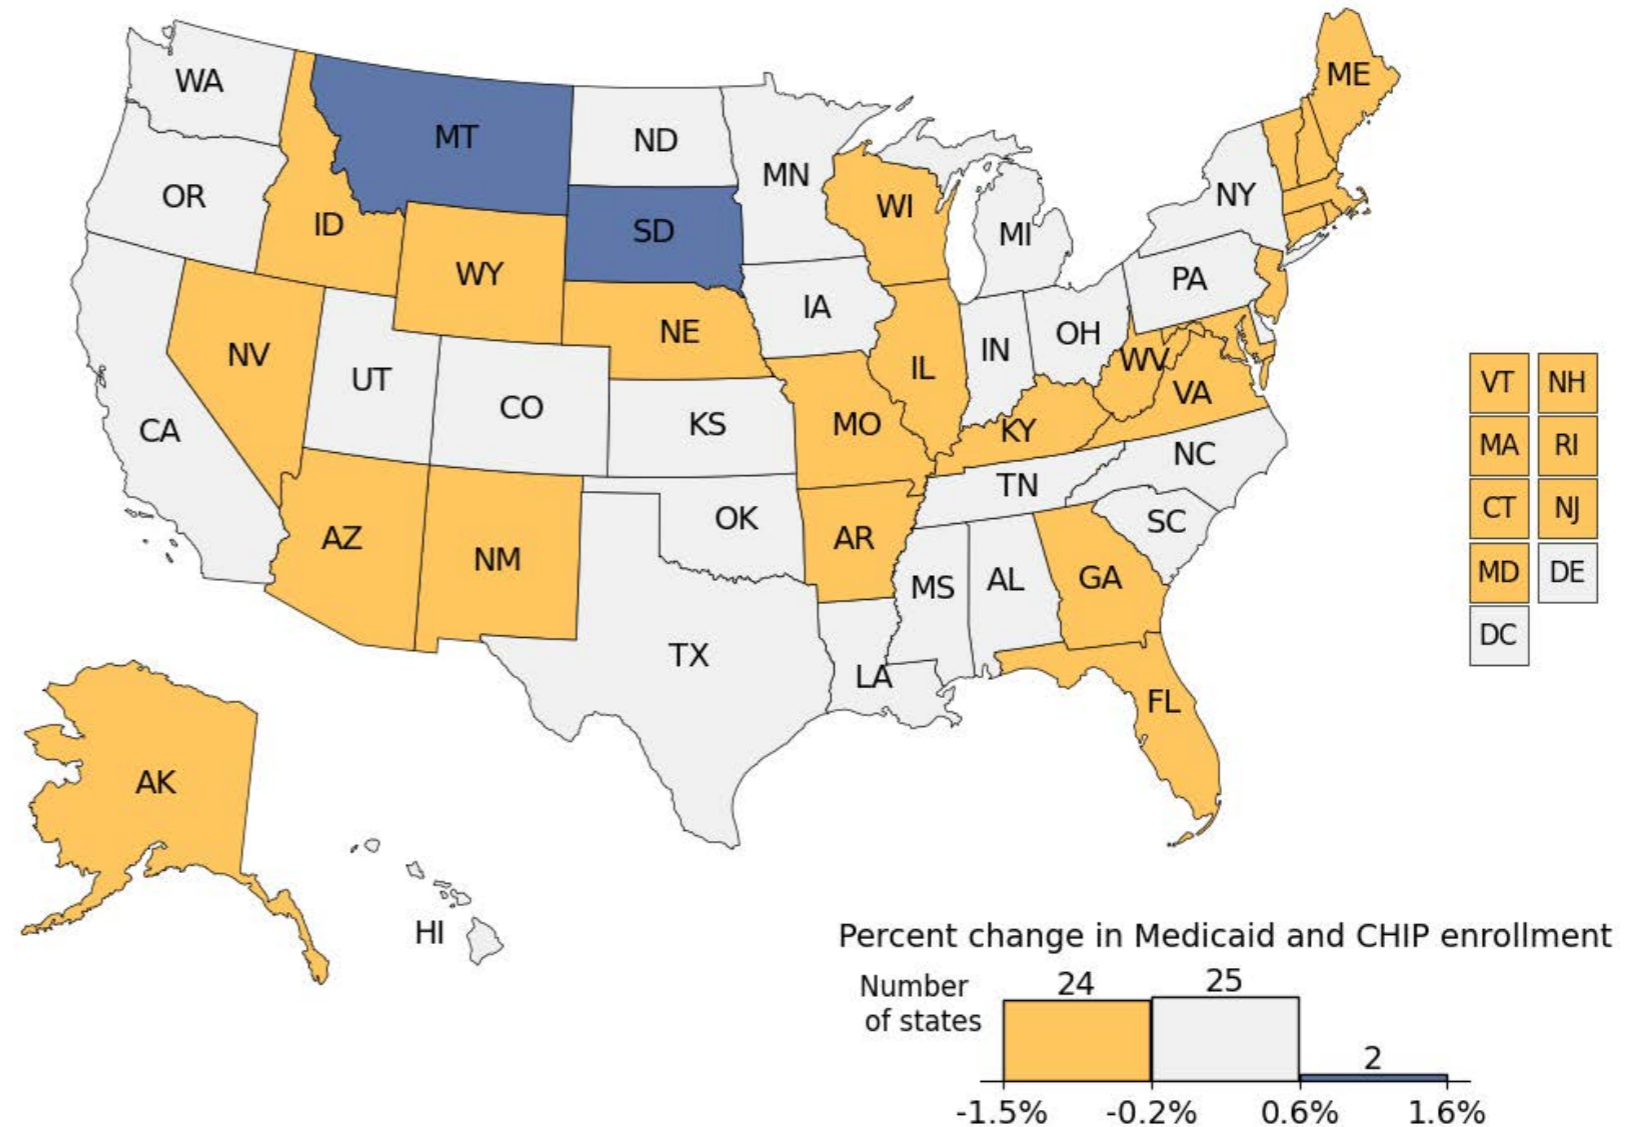 WA
MT
ND
MN
ME
OR
ID
SD
WI
MI
NY
WY
IA
PA
NV
NE
IL
IN
OH
WV
UT
CO
KS
MO
KY
VA
CA
NC
TN
AZ
NM
OK
AR
SC
MS
AL
GA
TX
LA
FL
AK
HI
VT NH
MA RI
CT NJ
MD DE
DC
Percent change in Medicaid and CHIP enrollment
Number
of states
24 25 2
-1.5% -0.2% 0.6% 1.6%